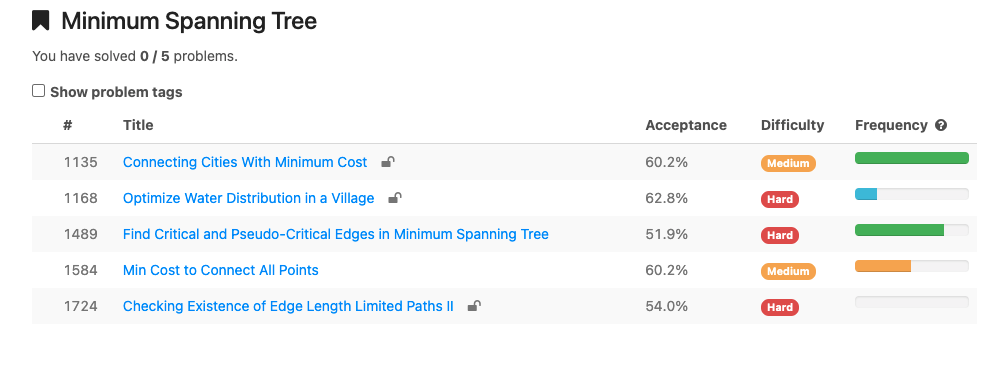 Minimum Spanning Tree
You have solved 0 / 5 problems.
Show problem tags
# Title Acceptance Difficulty Frequency
1135 Connecting Cities With Minimum Cost 60.2% Medium
1168 Optimize Water Distribution in a Village 62.8% Hard
1489 Find Critical and Pseudo-Critical Edges in Minimum Spanning Tree 51.9% Hard
1584 Min Cost to Connect All Points 60.2% Medium
1724 Checking Existence of Edge Length Limited Paths II 54.0% Hard